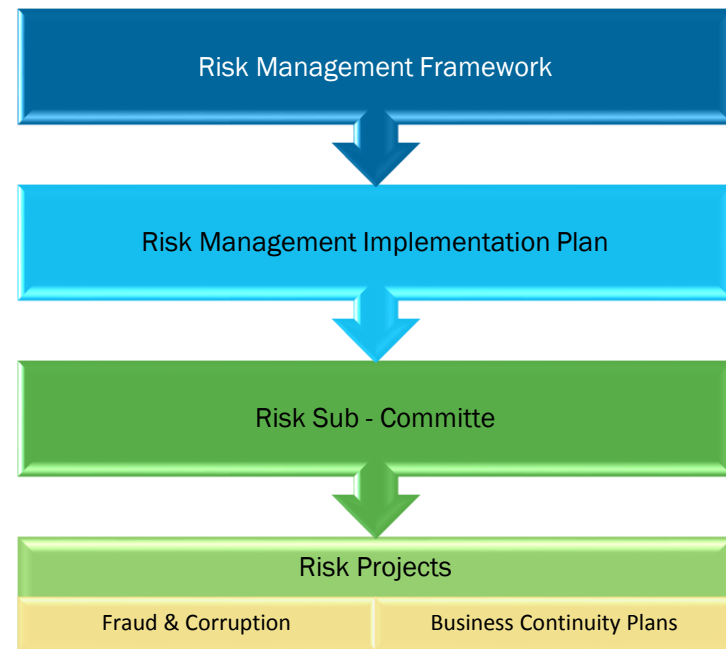 Risk Management Framework
Risk Management Implementation Plan
Risk Sub - Committe
Risk Projects
Fraud & Corruption
Business Continuity Plans